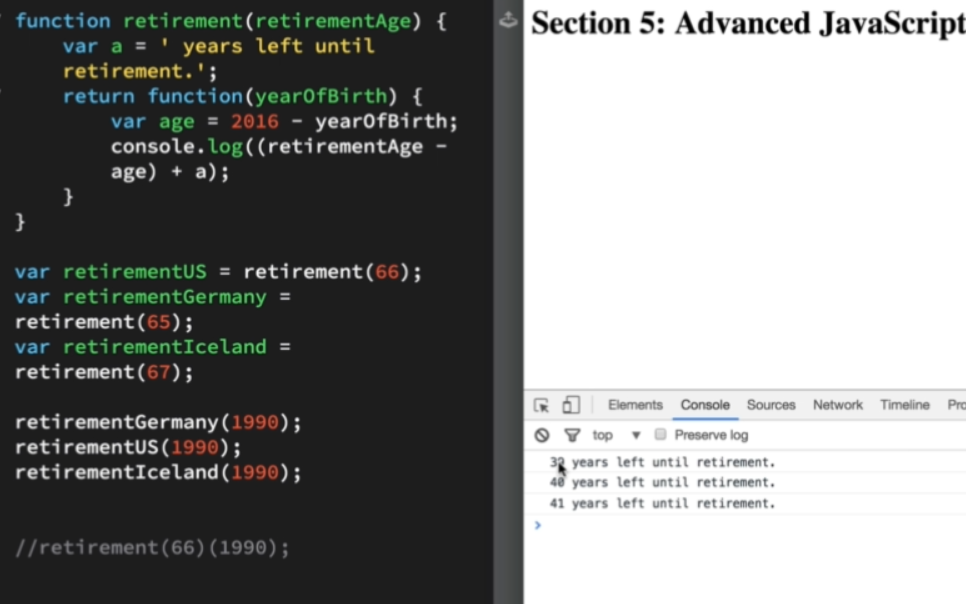 function retirement(retirementAge) {
var a = ' years left until
retirement.';
return function(yearOfBirth) {
var age = 2016 - yearOfBirth;
console.log((retirementAge -
age) + a);
}
}
var retirementUS = retirement(66);
var retirementGermany =
retirement(65);
var retirementIceland =
retirement(67);
retirementGermany(1990);
retirementUS(1990);
retirementIceland(1990);
//retirement(66)(1990);
Section 5: Advanced JavaScript
Elements Console Sources Network Timeline Pro
top Preserve log
years left until retirement.
40 years left until retirement.
41 years left until retirement.
>